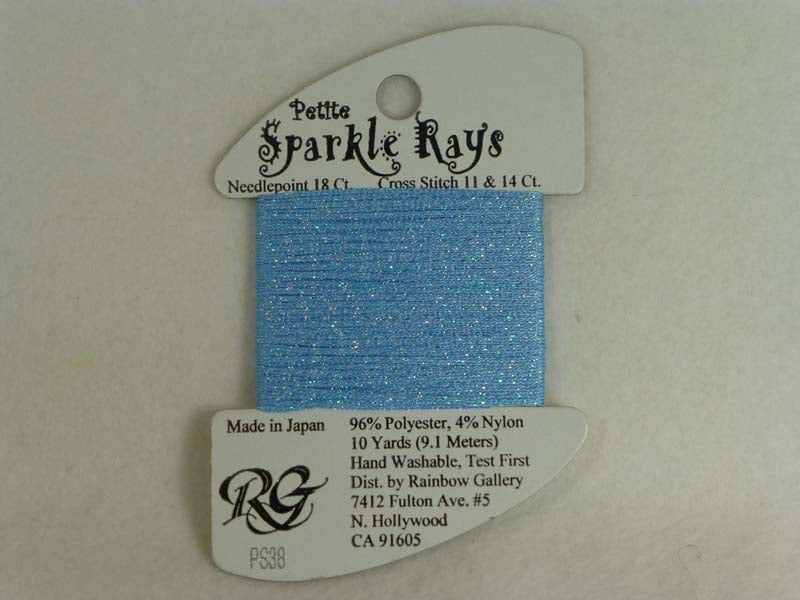 Petite
Sparkle Rays
Needlepoint 18 Ct. Cross Stitch 11 & 14 Ct.
Made in Japan
96% Polyester, 4% Nylon
10 Yards (9.1 Meters)
Hand Washable, Test First
Dist. by Rainbow Gallery
7412 Fulton Ave. #5
N. Hollywood
CA 91605
RG
PS38